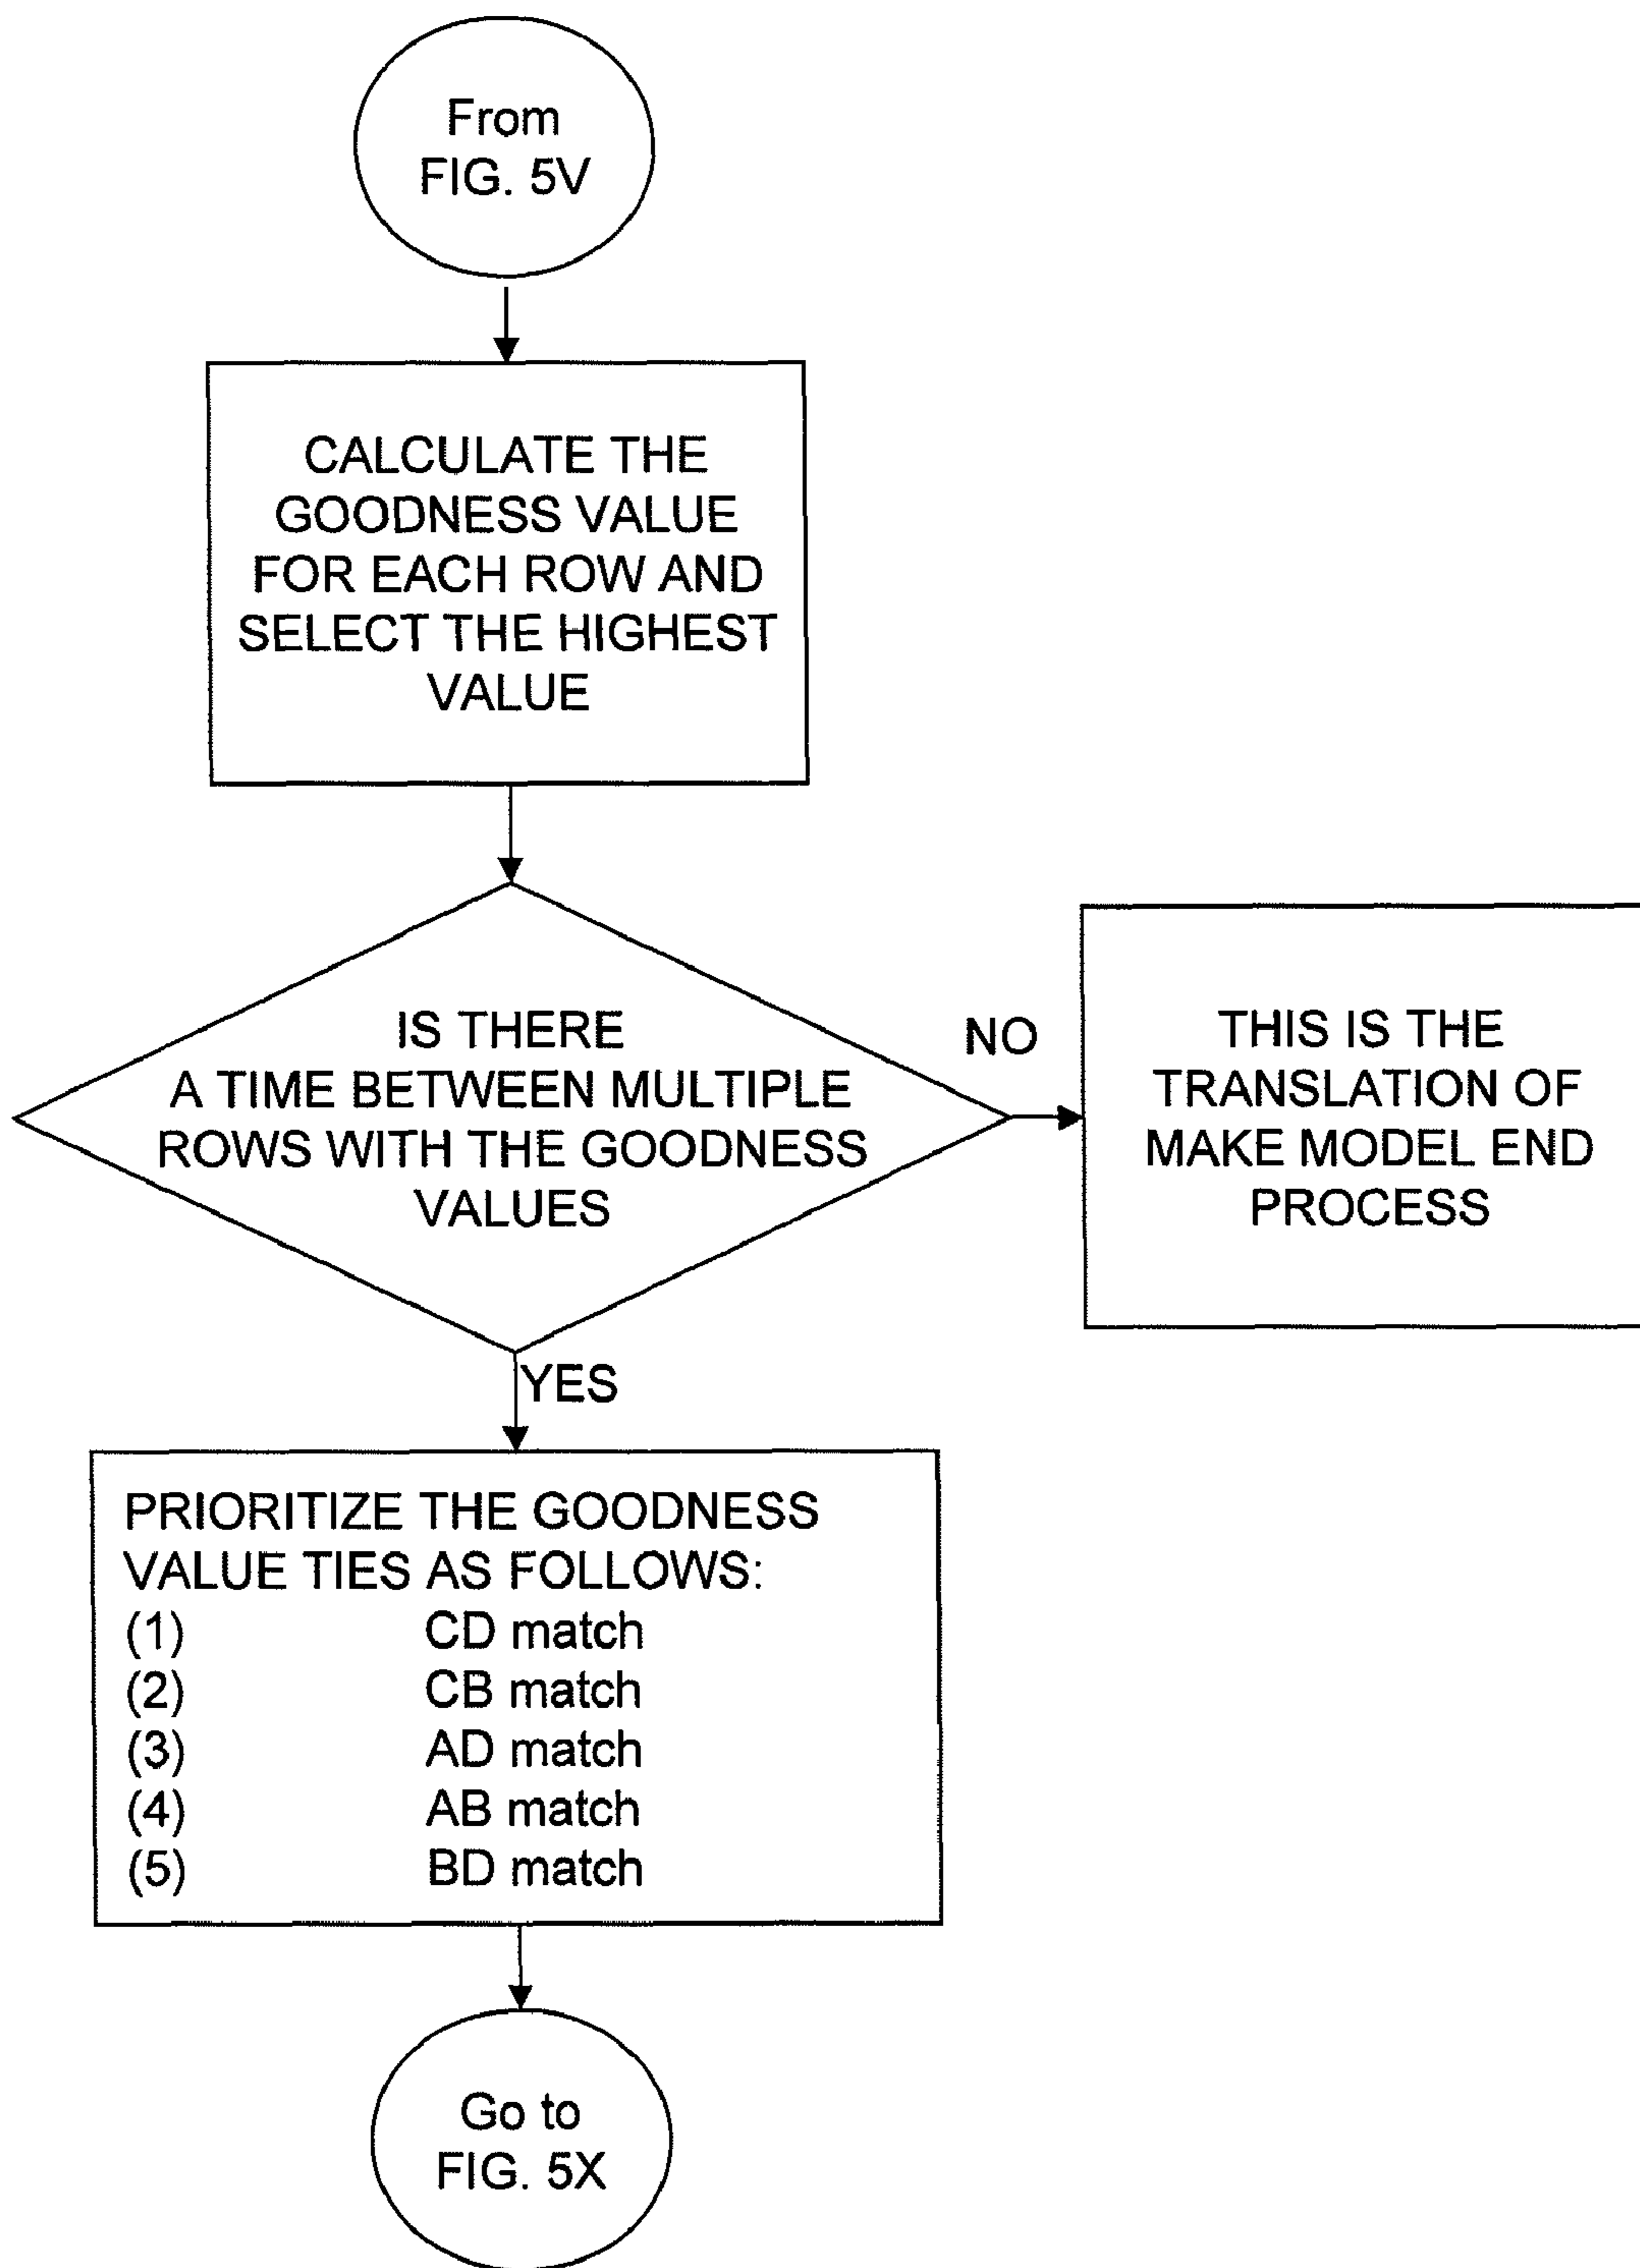 From
FIG. 5V
CALCULATE THE
GOODNESS VALUE
FOR EACH ROW AND
SELECT THE HIGHEST
VALUE
IS THERE
A TIME BETWEEN MULTIPLE
ROWS WITH THE GOODNESS
VALUES
NO
THIS IS THE
TRANSLATION OF
MAKE MODEL END
PROCESS
YES
PRIORITIZE THE GOODNESS
VALUE TIES AS FOLLOWS:
(1) CD match
(2) CB match
(3) AD match
(4) AB match
(5) BD match
Go to
FIG. 5X